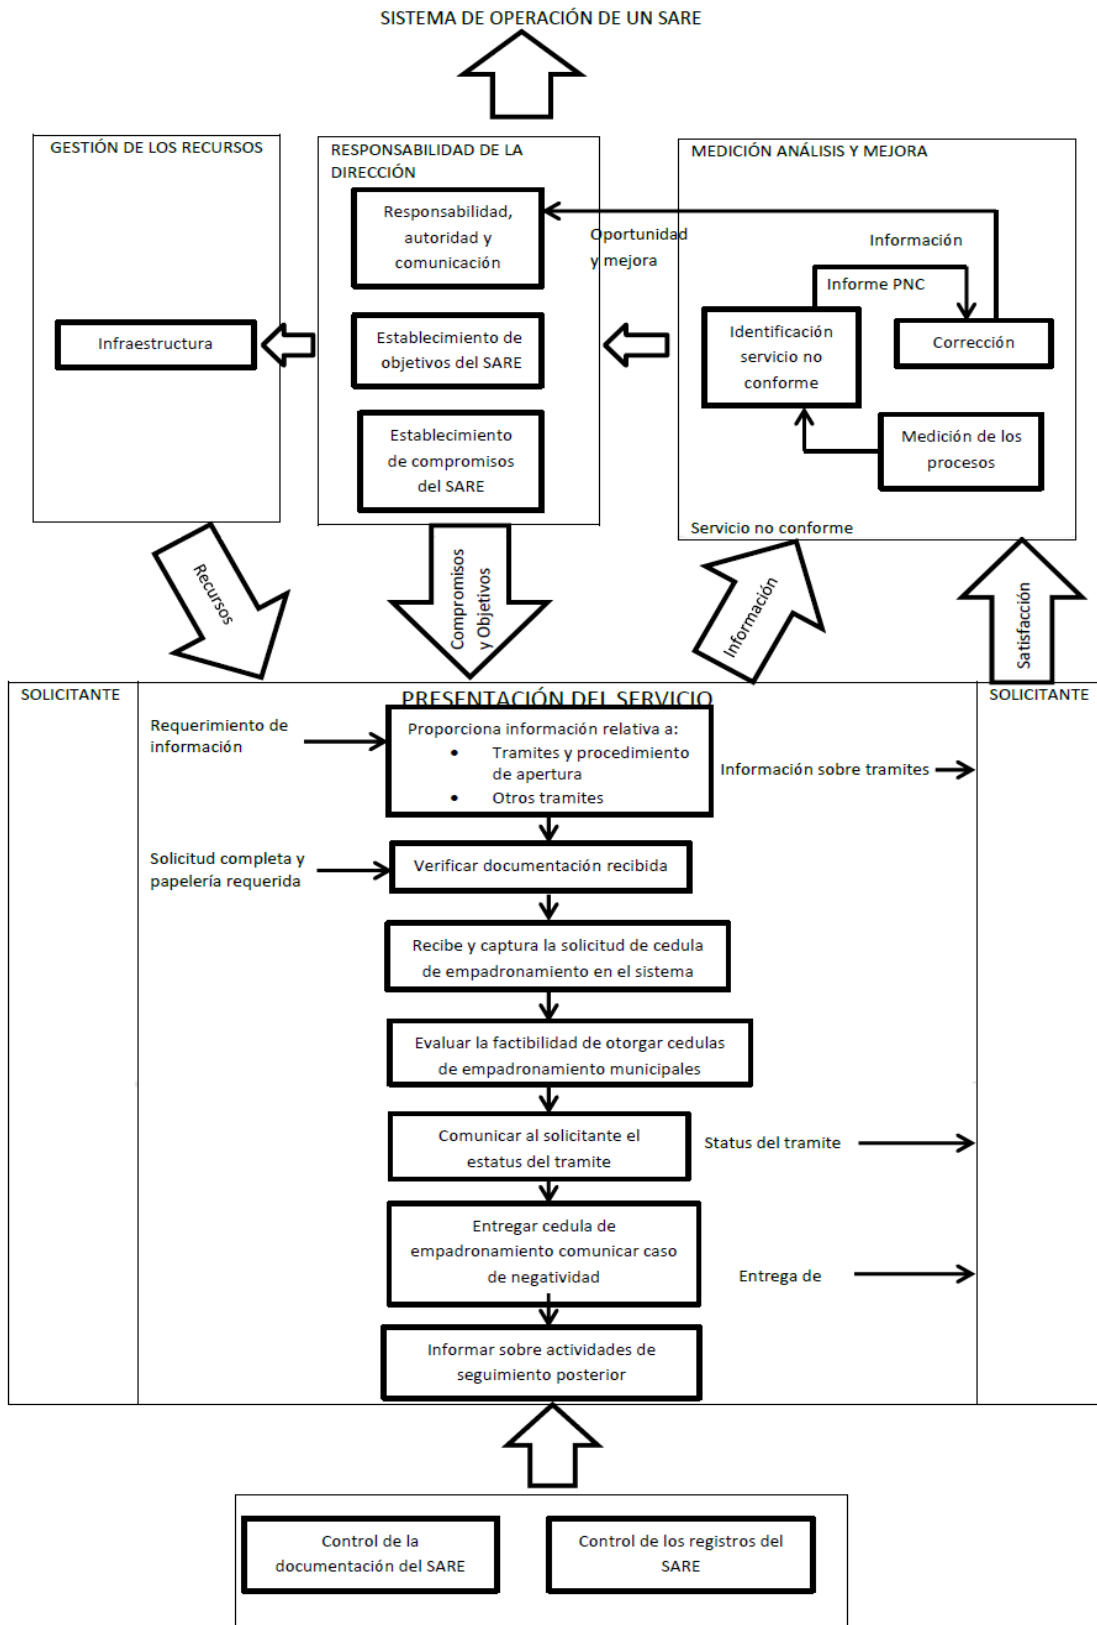 SISTEMA DE OPERACIÓN DE UN SARE
GESTIÓN DE LOS RECURSOS
Infraestructura
RESPONSABILIDAD DE LA
DIRECCIÓN
Responsabilidad,
autoridad y
comunicación
Establecimiento de
objetivos del SARE
Establecimiento
de compromisos
del SARE
MEDICIÓN ANÁLISIS Y MEJORA
Oportunidad
y mejora
Información
Informe PNC
Identificación
servicio no
conforme
Corrección
Medición de los
procesos
Servicio no conforme
Recursos
Compromisos
y Objetivos
Información
Satisfacción
SOLICITANTE
PRESENTACIÓN DEL SERVICIO
SOLICITANTE
Requerimiento de
información
Proporciona información relativa a:
• Tramites y procedimiento
de apertura
• Otros tramites
Información sobre tramites
Solicitud completa y
papelería requerida
Verificar documentación recibida
Recibe y captura la solicitud de cedula
de empadronamiento en el sistema
Evaluar la factibilidad de otorgar cedulas
de empadronamiento municipales
Comunicar al solicitante el
estatus del tramite
Status del tramite
Entregar cedula de
empadronamiento comunicar caso
de negatividad
Entrega de
Informar sobre actividades de
seguimiento posterior
Control de la
documentación del SARE
Control de los registros del
SARE